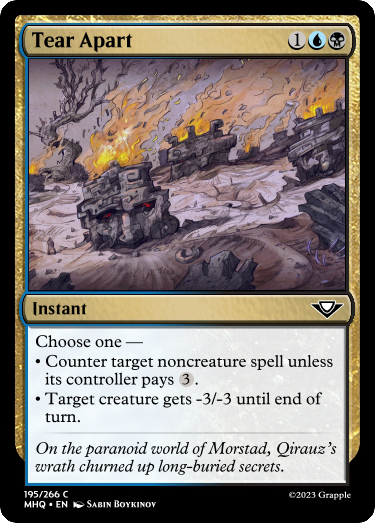 Tear Apart 1
Instant
Choose one —
• Counter target noncreature spell unless
its controller pays 3.
• Target creature gets -3/-3 until end of
turn.
On the paranoid world of Morstad, Qirauz's
wrath churned up long-buried secrets.
195/266 C
MHQ • EN Sabin Boykinov
©2023 Grapple